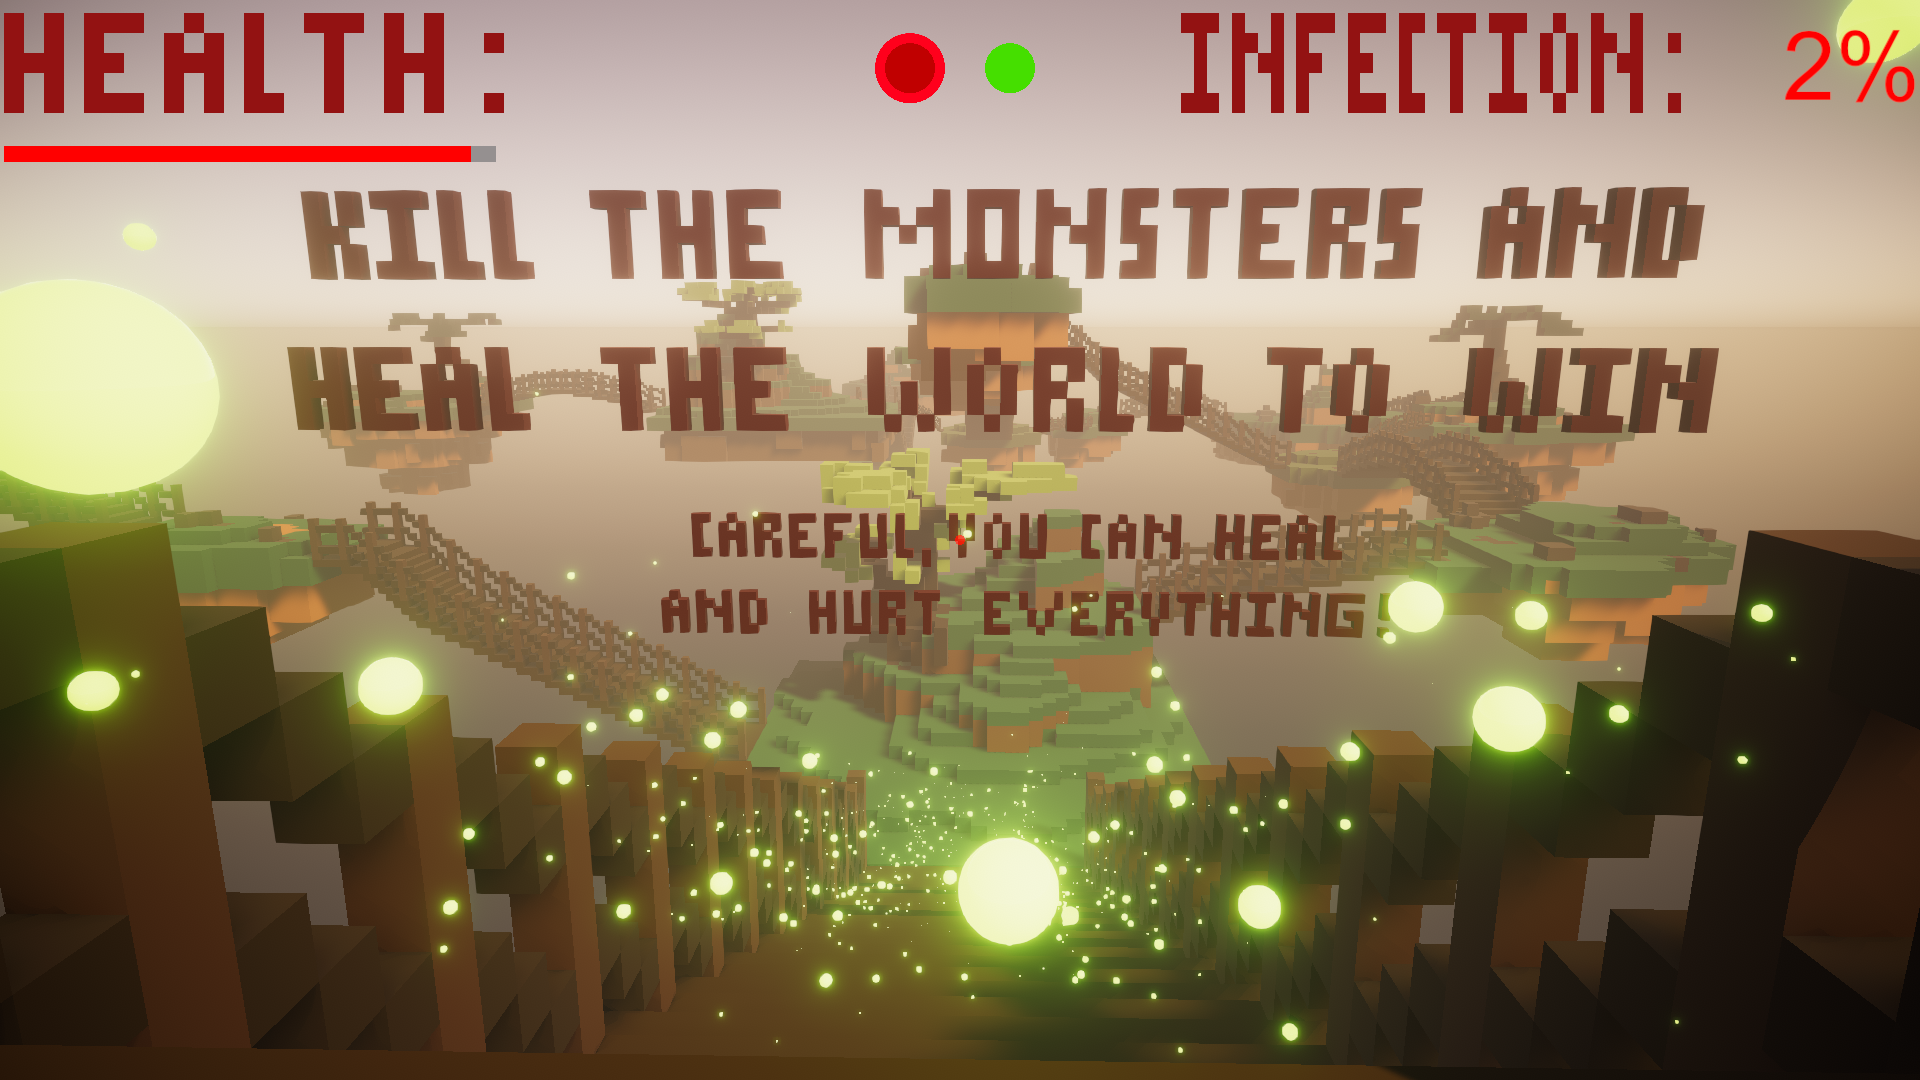 HEALTH:
INFECTION: 2%
KILL THE MONSTERS AND
HEAL THE WORLD TO WIN
CAREFUL, YOU CAN HEAL
AND HURT EVERYTHING!